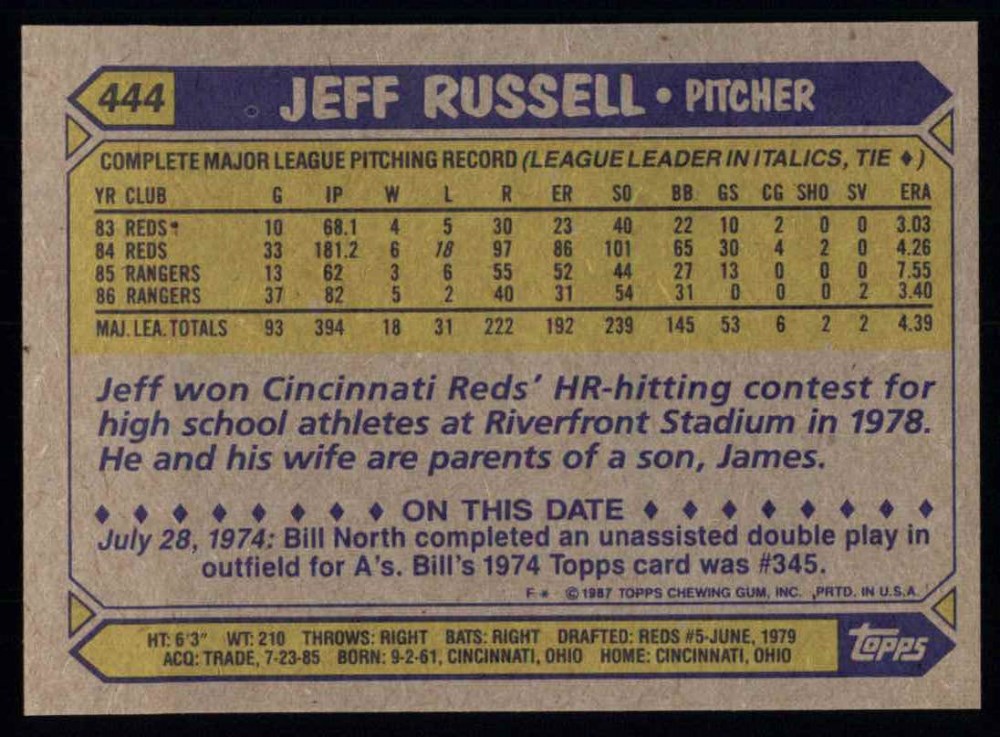 444 JEFF RUSSELL • PITCHER
COMPLETE MAJOR LEAGUE PITCHING RECORD (LEAGUE LEADER IN ITALICS, TIE ♦)
YR CLUB G IP W L R ER SO BB GS CG SHO SV ERA
83 REDS• 10 68.1 4 5 30 23 40 22 10 2 0 0 3.03
84 REDS 33 181.2 6 18 97 86 101 65 30 4 2 0 4.26
85 RANGERS 13 62 3 6 55 52 44 27 13 0 0 0 7.55
86 RANGERS 37 82 5 2 40 31 54 31 0 0 0 2 3.40
MAJ. LEA. TOTALS 93 394 18 31 222 192 239 145 53 6 2 2 4.39
Jeff won Cincinnati Reds' HR-hitting contest for
high school athletes at Riverfront Stadium in 1978.
He and his wife are parents of a son, James.
♦ ♦ ♦ ♦ ♦ ♦ ♦ ♦ ON THIS DATE ♦ ♦ ♦ ♦ ♦ ♦ ♦ ♦
July 28, 1974: Bill North completed an unassisted double play in
outfield for A's. Bill's 1974 Topps card was #345.
F * © 1987 TOPPS CHEWING GUM, INC. PRTD. IN U.S.A.
HT: 6'3" WT: 210 THROWS: RIGHT BATS: RIGHT DRAFTED: REDS #5-JUNE, 1979
ACQ: TRADE, 7-23-85 BORN: 9-2-61, CINCINNATI, OHIO HOME: CINCINNATI, OHIO
topps